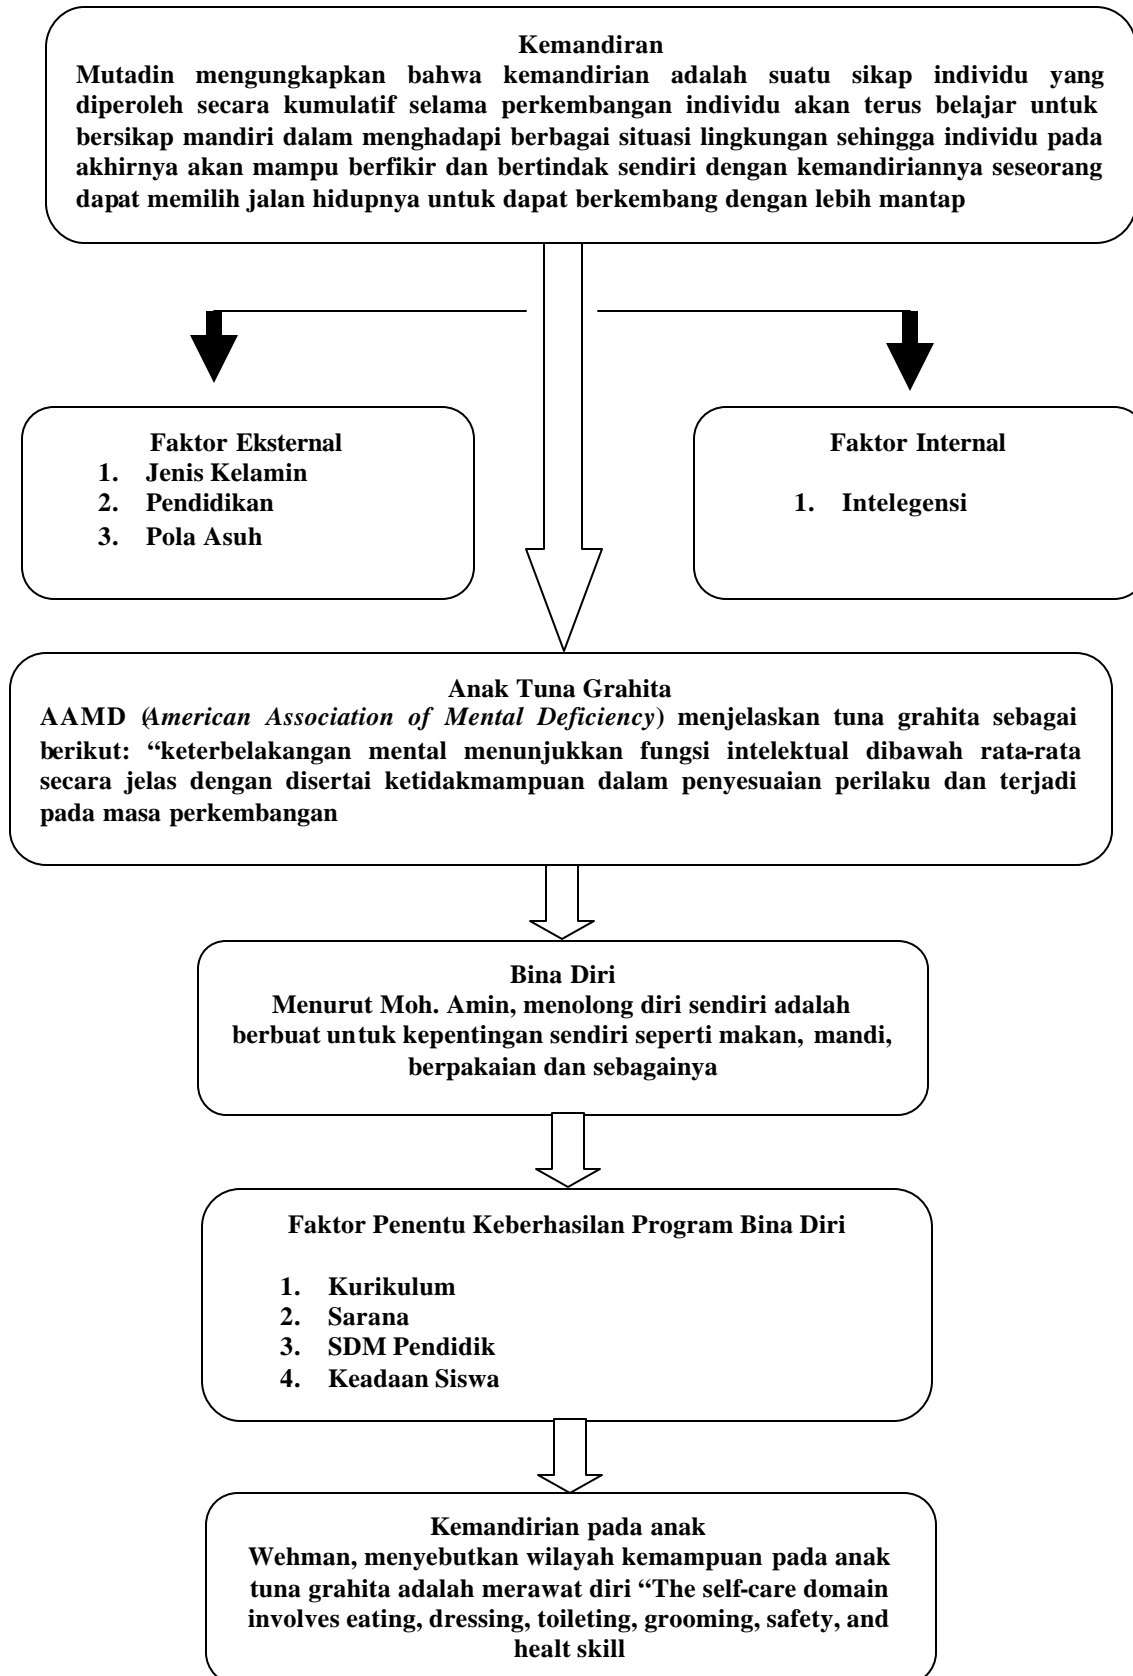 Kemandiran
Mutadin mengungkapkan bahwa kemandirian adalah suatu sikap individu yang
diperoleh secara kumulatif selama perkembangan individu akan terus belajar untuk
bersikap mandiri dalam menghadapi berbagai situasi lingkungan sehingga individu pada
akhirnya akan mampu berfikir dan bertindak sendiri dengan kemandiriannya seseorang
dapat memilih jalan hidupnya untuk dapat berkembang dengan lebih mantap
Faktor Eksternal
1. Jenis Kelamin
2. Pendidikan
3. Pola Asuh
Faktor Internal
1. Intelegensi
Anak Tuna Grahita
AAMD (American Association of Mental Deficiency) menjelaskan tuna grahita sebagai
berikut: “keterbelakangan mental menunjukkan fungsi intelektual dibawah rata-rata
secara jelas dengan disertai ketidakmampuan dalam penyesuaian perilaku dan terjadi
pada masa perkembangan
Bina Diri
Menurut Moh. Amin, menolong diri sendiri adalah
berbuat untuk kepentingan sendiri seperti makan, mandi,
berpakaian dan sebagainya
Faktor Penentu Keberhasilan Program Bina Diri
1. Kurikulum
2. Sarana
3. SDM Pendidik
4. Keadaan Siswa
Kemandirian pada anak
Wehman, menyebutkan wilayah kemampuan pada anak
tuna grahita adalah merawat diri “The self-care domain
involves eating, dressing, toileting, grooming, safety, and
healt skill